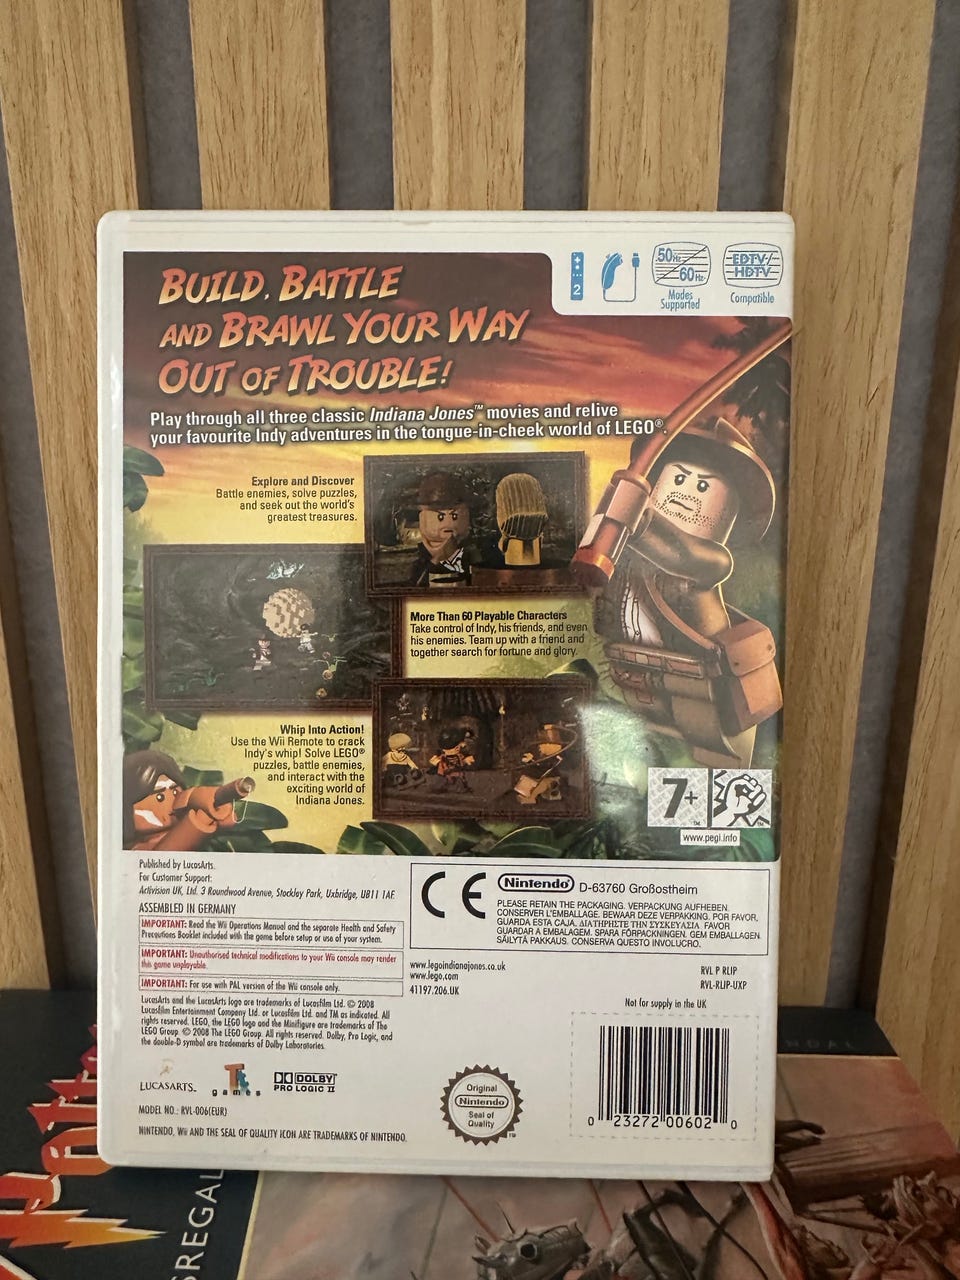 BUILD, BATTLE
AND BRAWL YOUR WAY
OUT OF TROUBLE!
2
50Hz
60Hz
Modes
Supported
EDTV/
HDTV
Compatible
Play through all three classic Indiana Jones™ movies and relive
your favourite Indy adventures in the tongue-in-cheek world of LEGO®.
Explore and Discover
Battle enemies, solve puzzles,
and seek out the world's
greatest treasures.
More Than 60 Playable Characters
Take control of Indy, his friends, and even
his enemies. Team up with a friend and
together search for fortune and glory.
Whip Into Action!
Use the Wii Remote to crack
Indy's whip! Solve LEGO®
puzzles, battle enemies,
and interact with the
exciting world of
Indiana Jones.
7+
™
www.pegi.info
Published by LucasArts.
For Customer Support:
Activision UK, Ltd. 3 Roundwood Avenue, Stockley Park, Uxbridge, UB11 1AF.
ASSEMBLED IN GERMANY
IMPORTANT: Read the Wii Operations Manual and the separate Health and Safety
Precautions Booklet included with the game before setup or use of your system.
IMPORTANT: Unauthorised technical modifications to your Wii console may render
this game unplayable.
IMPORTANT: For use with PAL version of the Wii console only.
LucasArts and the LucasArts logo are trademarks of Lucasfilm Ltd. © 2008
Lucasfilm Entertainment Company Ltd. or Lucasfilm Ltd. and TM as indicated. All
rights reserved. LEGO, the LEGO logo and the Minifigure are trademarks of The
LEGO Group. © 2008 The LEGO Group. All rights reserved. Dolby, Pro Logic, and
the double-D symbol are trademarks of Dolby Laboratories.
LUCASARTS™
Tt
games
DOLBY
PRO LOGIC II
MODEL NO.: RVL-006(EUR)
NINTENDO, Wii AND THE SEAL OF QUALITY ICON ARE TRADEMARKS OF NINTENDO.
CE
Nintendo D-63760 Großostheim
PLEASE RETAIN THE PACKAGING. VERPACKUNG AUFHEBEN.
CONSERVER L'EMBALLAGE. BEWAAR DEZE VERPAKKING. POR FAVOR,
GUARDA ESTA CAJA. ΔΙΑΤΗΡΗΣΤΕ ΤΗΝ ΣΥΣΚΕΥΑΣΙΑ. FAVOR
GUARDAR A EMBALAGEM. SPARA FÖRPACKNINGEN. GEM EMBALLAGEN.
SÄILYTÄ PAKKAUS. CONSERVA QUESTO INVOLUCRO.
www.legoindianajones.co.uk
www.lego.com
41197.206.UK
RVL P RLIP
RVL-RLIP-UXP
Not for supply in the UK
Original
Nintendo
Seal of
Quality
TM
0 23272 00602 0